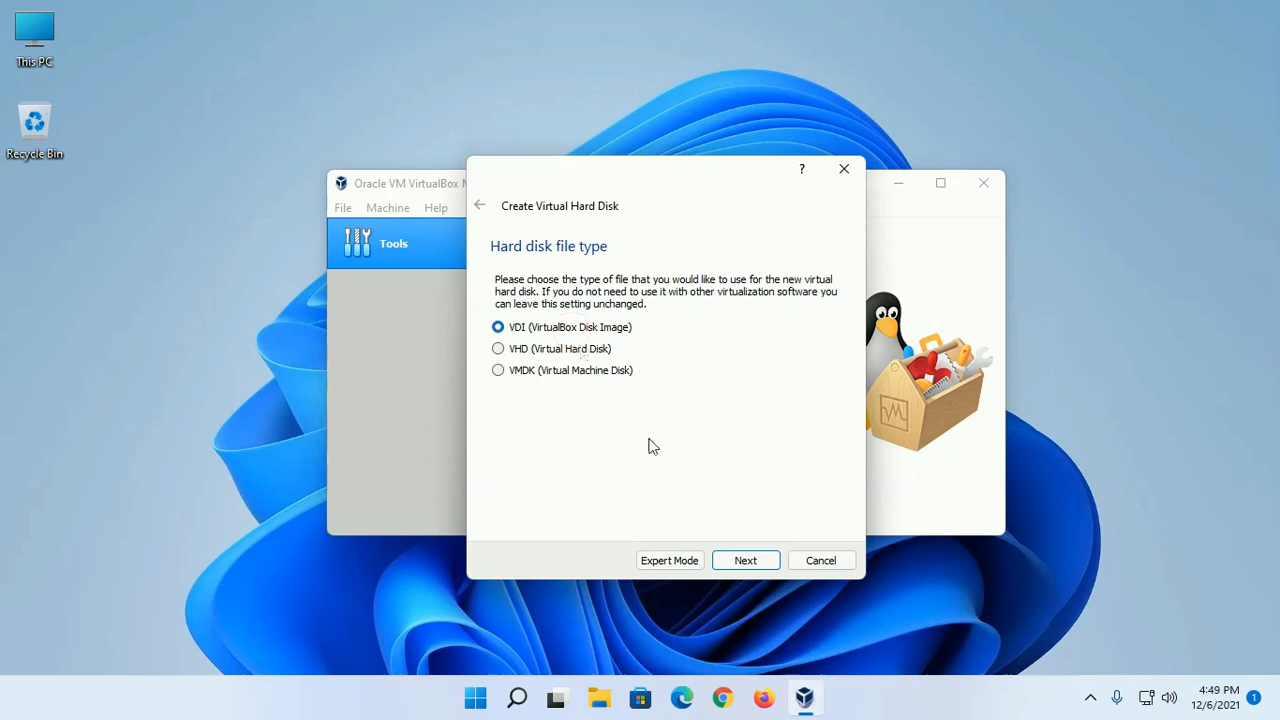 This PC
Recycle Bin
Oracle VM VirtualBox M
File Machine Help
Tools
?
Create Virtual Hard Disk
Hard disk file type
Please choose the type of file that you would like to use for the new virtual
hard disk. If you do not need to use it with other virtualization software you
can leave this setting unchanged.
VDI (VirtualBox Disk Image)
VHD (Virtual Hard Disk)
VMDK (Virtual Machine Disk)
Expert Mode Next Cancel
4:49 PM
12/6/2021
1